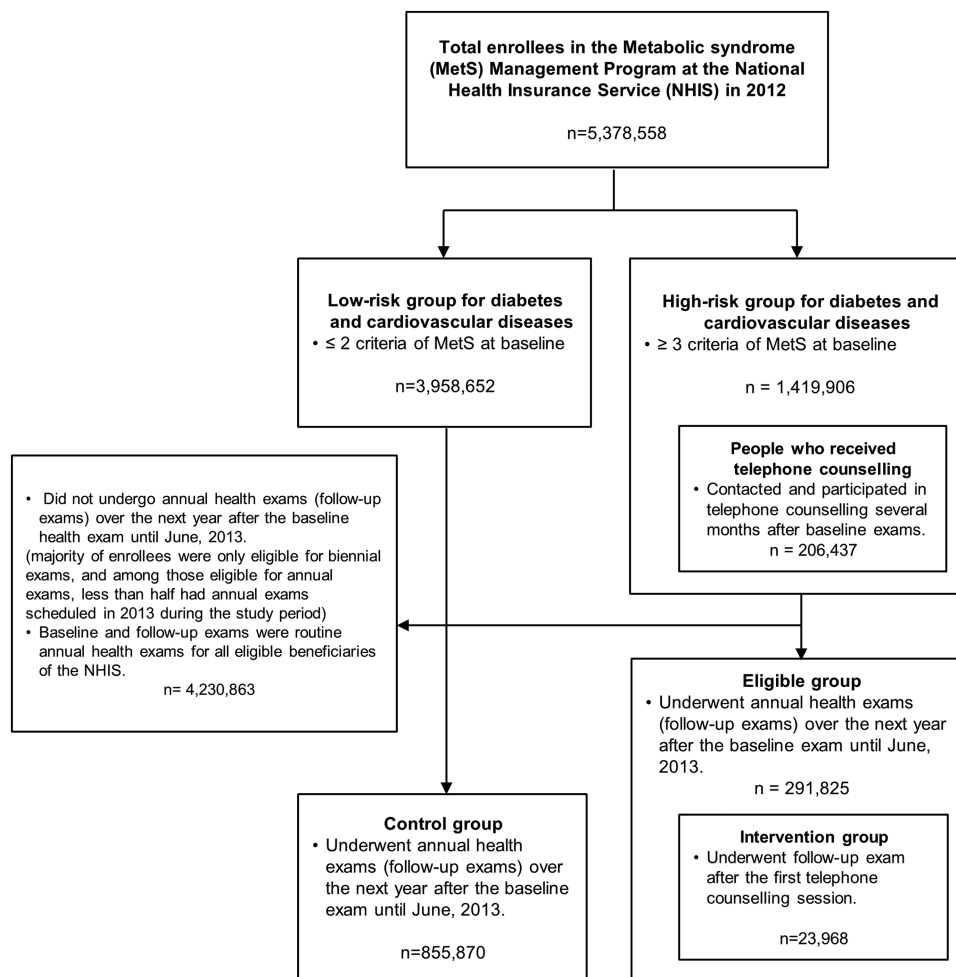 Total enrollees in the Metabolic syndrome
(MetS) Management Program at the National
Health Insurance Service (NHIS) in 2012
n=5,378,558
Low-risk group for diabetes
and cardiovascular diseases
• ≤ 2 criteria of MetS at baseline
n=3,958,652
High-risk group for diabetes and
cardiovascular diseases
• ≥ 3 criteria of MetS at baseline
n = 1,419,906
People who received
telephone counselling
• Contacted and participated in
telephone counselling several
months after baseline exams.
n = 206,437
• Did not undergo annual health exams (follow-up
exams) over the next year after the baseline
health exam until June, 2013.
(majority of enrollees were only eligible for biennial
exams, and among those eligible for annual
exams, less than half had annual exams
scheduled in 2013 during the study period)
• Baseline and follow-up exams were routine
annual health exams for all eligible beneficiaries
of the NHIS.
n= 4,230,863
Eligible group
• Underwent annual health exams
(follow-up exams) over the next year
after the baseline exam until June,
2013.
n = 291,825
Intervention group
• Underwent follow-up exam
after the first telephone
counselling session.
n=23,968
Control group
• Underwent annual health
exams (follow-up exams) over
the next year after the baseline
exam until June, 2013.
n=855,870